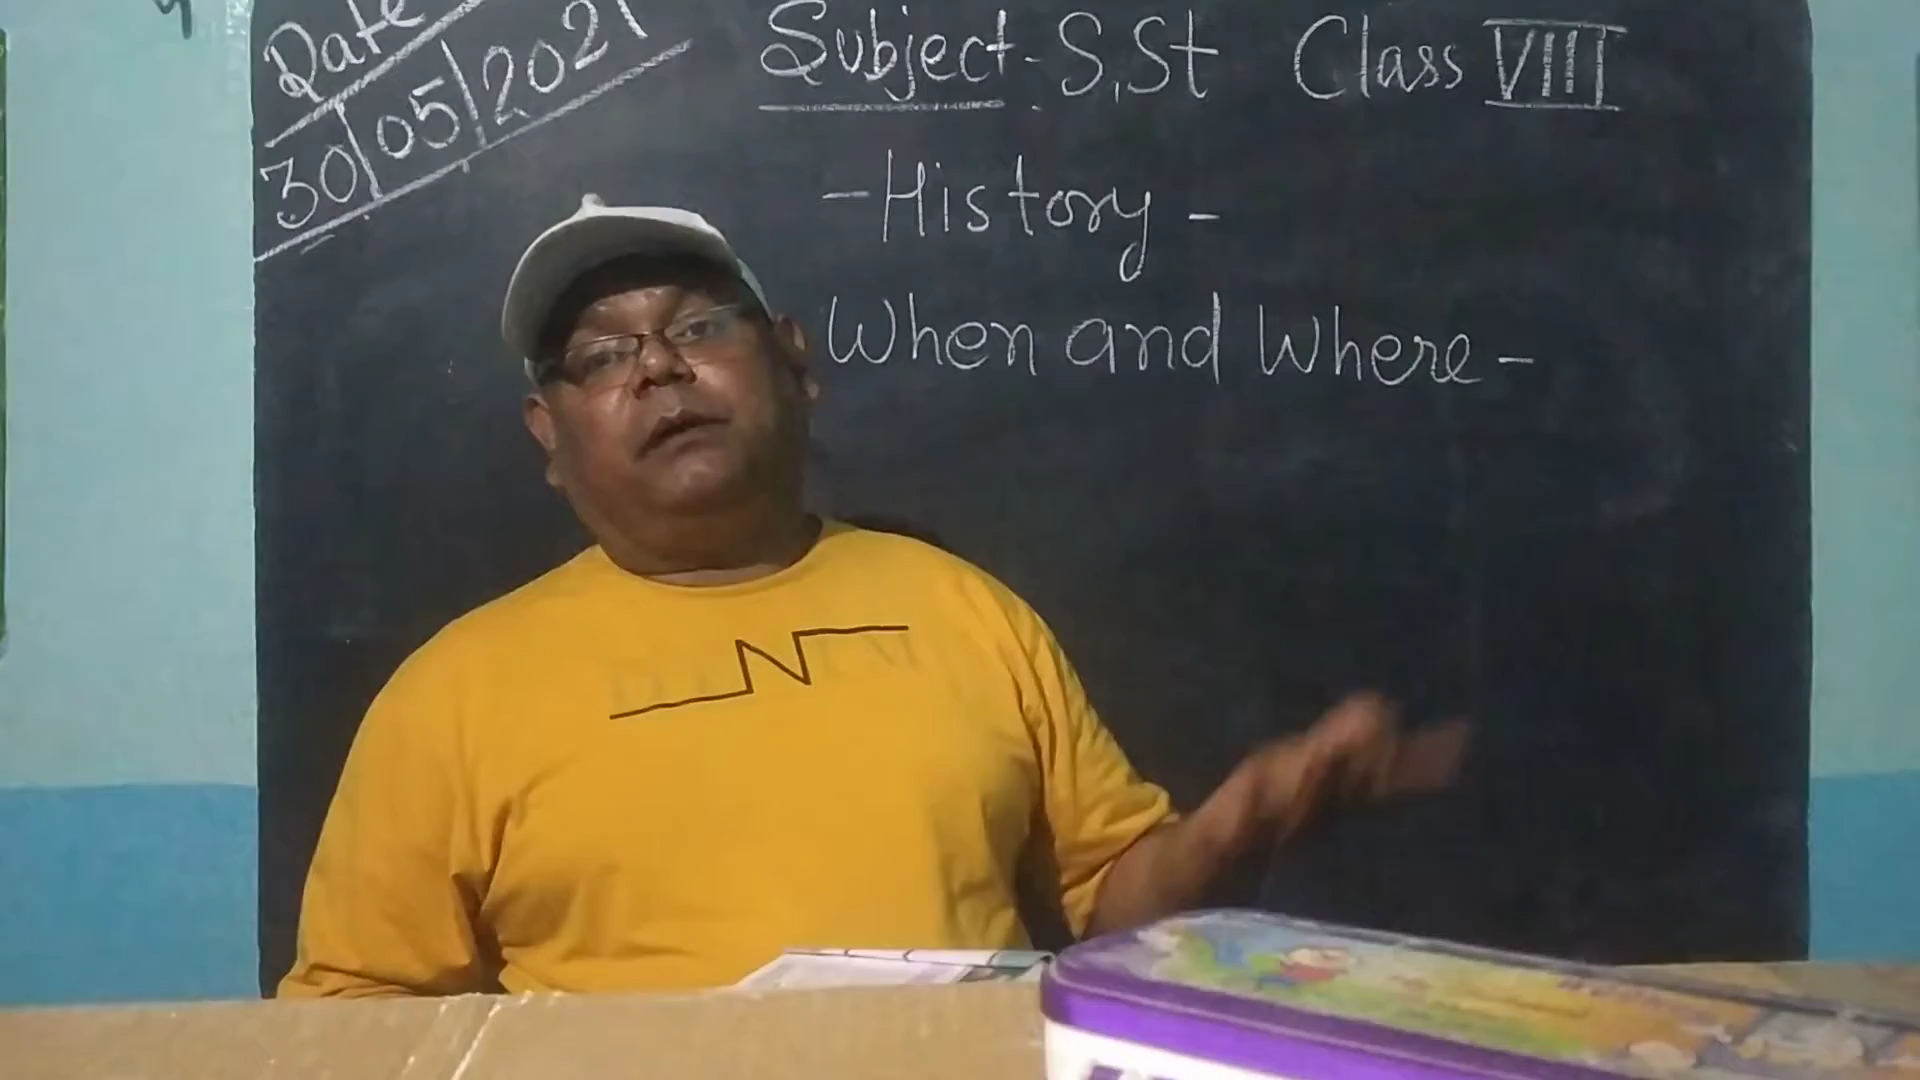 Date
30/05/2021
Subject:- S.St Class VIII
- History -
When and Where -